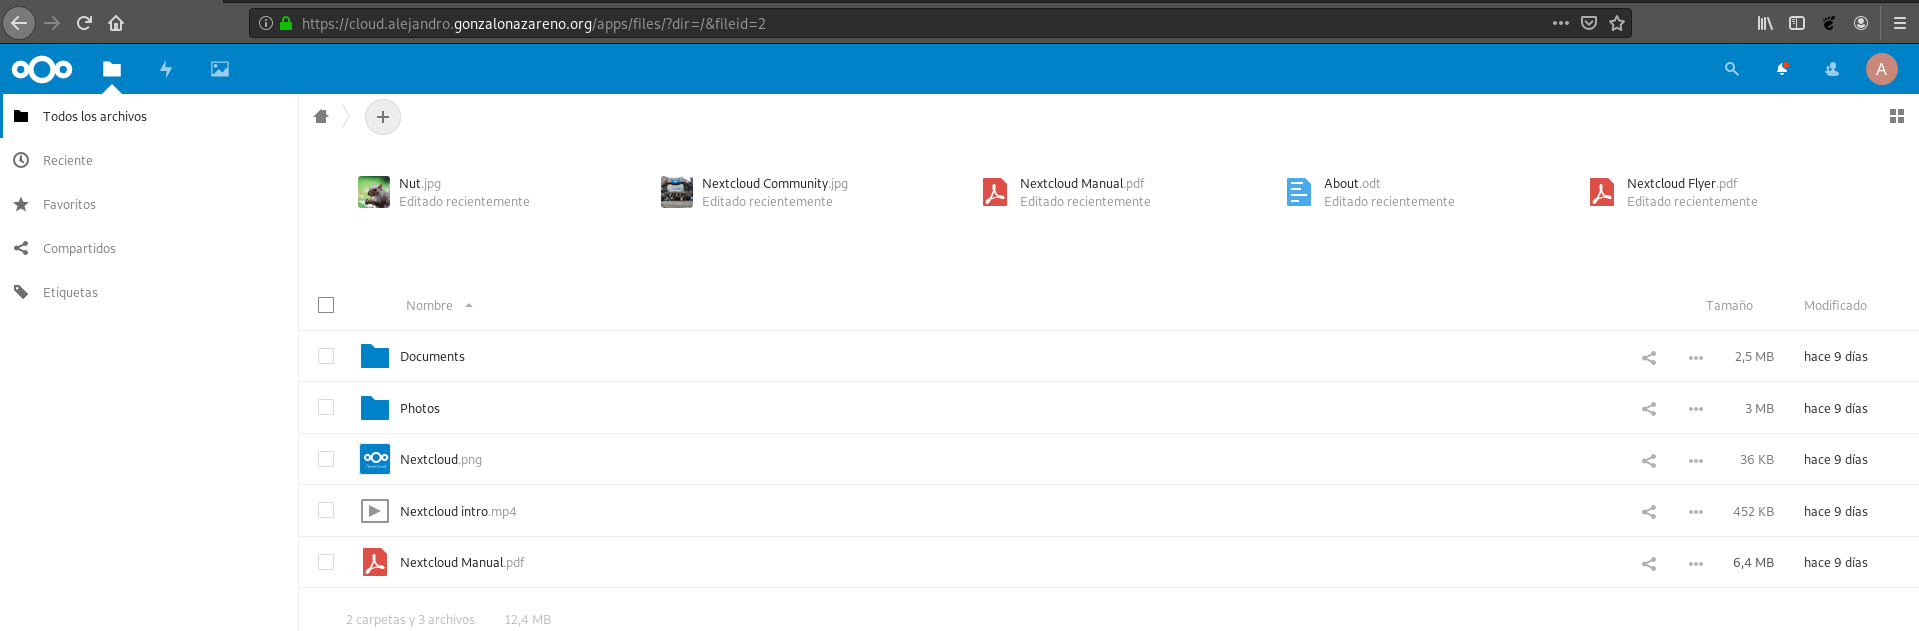 https://cloud.alejandro.gonzalonazareno.org/apps/files/?dir=/&fileid=2
A
Todos los archivos
Reciente
Favoritos
Compartidos
Etiquetas
Nut.jpg
Editado recientemente
Nextcloud Community.jpg
Editado recientemente
Nextcloud Manual.pdf
Editado recientemente
About.odt
Editado recientemente
Nextcloud Flyer.pdf
Editado recientemente
Nombre Tamaño Modificado
Documents 2,5 MB hace 9 días
Photos 3 MB hace 9 días
Nextcloud.png 36 KB hace 9 días
Nextcloud intro.mp4 452 KB hace 9 días
Nextcloud Manual.pdf 6,4 MB hace 9 días
2 carpetas y 3 archivos 12,4 MB